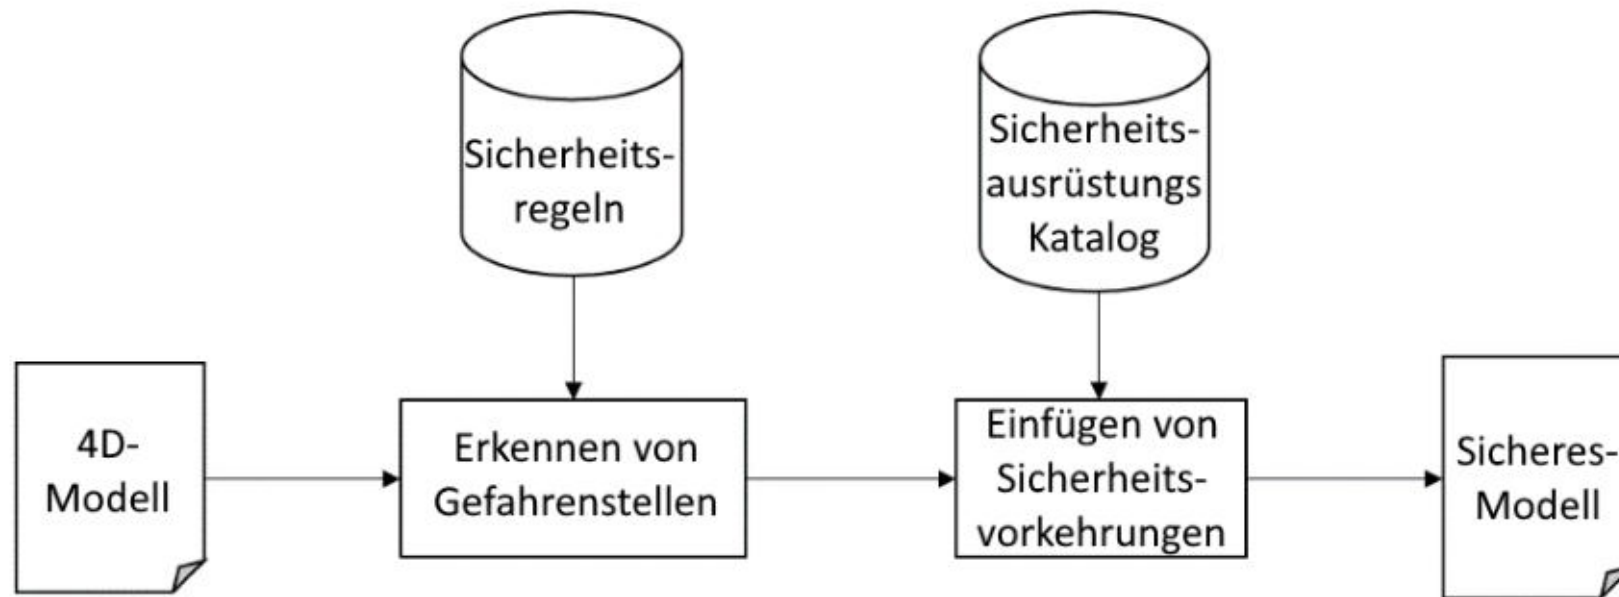 Sicherheits-
regeln
Sicherheits-
ausrüstungs
Katalog
4D-
Modell
Erkennen von
Gefahrenstellen
Einfügen von
Sicherheits-
vorkehrungen
Sicheres-
Modell